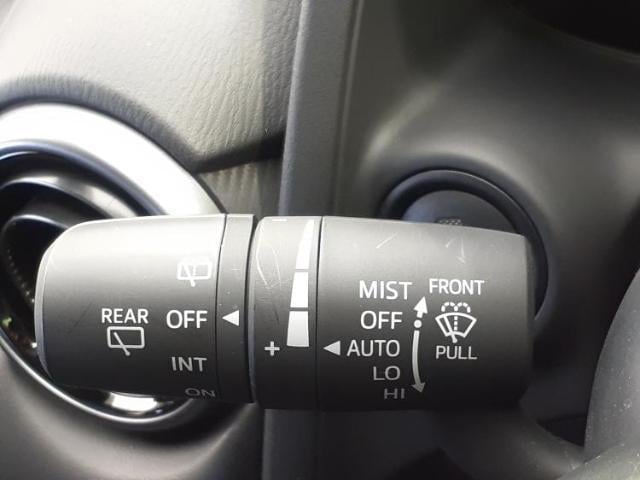 REAR
OFF
INT
ON
+
MIST
OFF
AUTO
LO
HI
FRONT
PULL